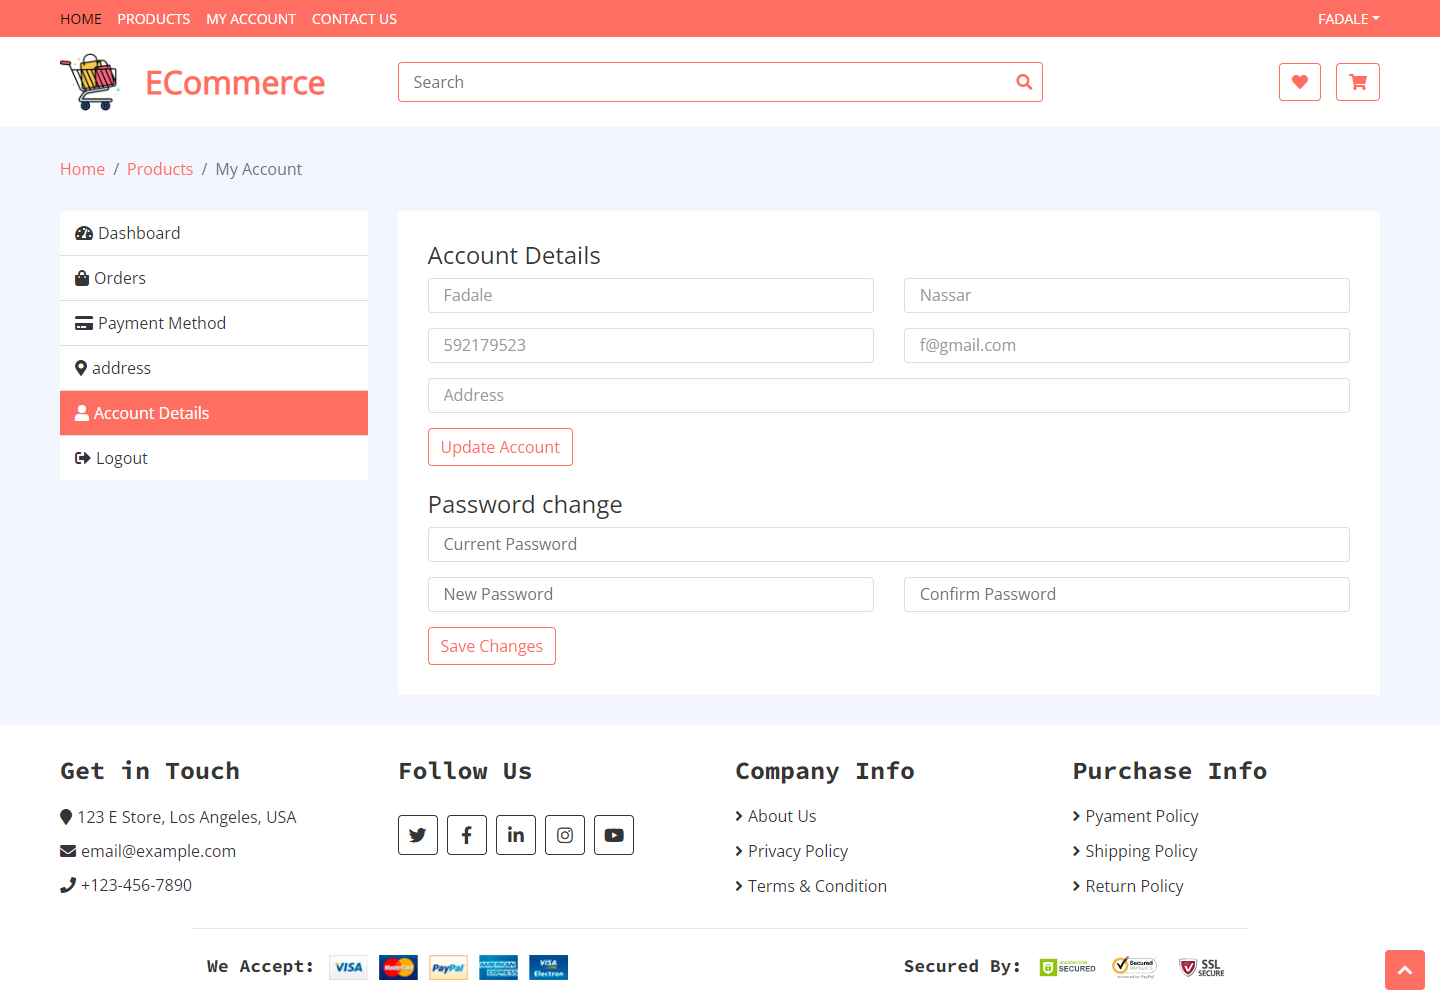 HOME PRODUCTS MY ACCOUNT CONTACT US FADALE
ECommerce
Search
Home / Products / My Account
Dashboard
Orders
Payment Method
address
Account Details
Logout
Account Details
Fadale Nassar
592179523 f@gmail.com
Address
Update Account
Password change
Current Password
New Password Confirm Password
Save Changes
Get in Touch
123 E Store, Los Angeles, USA
email@example.com
+123-456-7890
Follow Us
Company Info
About Us
Privacy Policy
Terms & Condition
Purchase Info
Pyament Policy
Shipping Policy
Return Policy
We Accept: VISA MasterCard PayPal AMERICAN EXPRESS VISA Electron
Secured By: SECURED Secured SSL SECURE